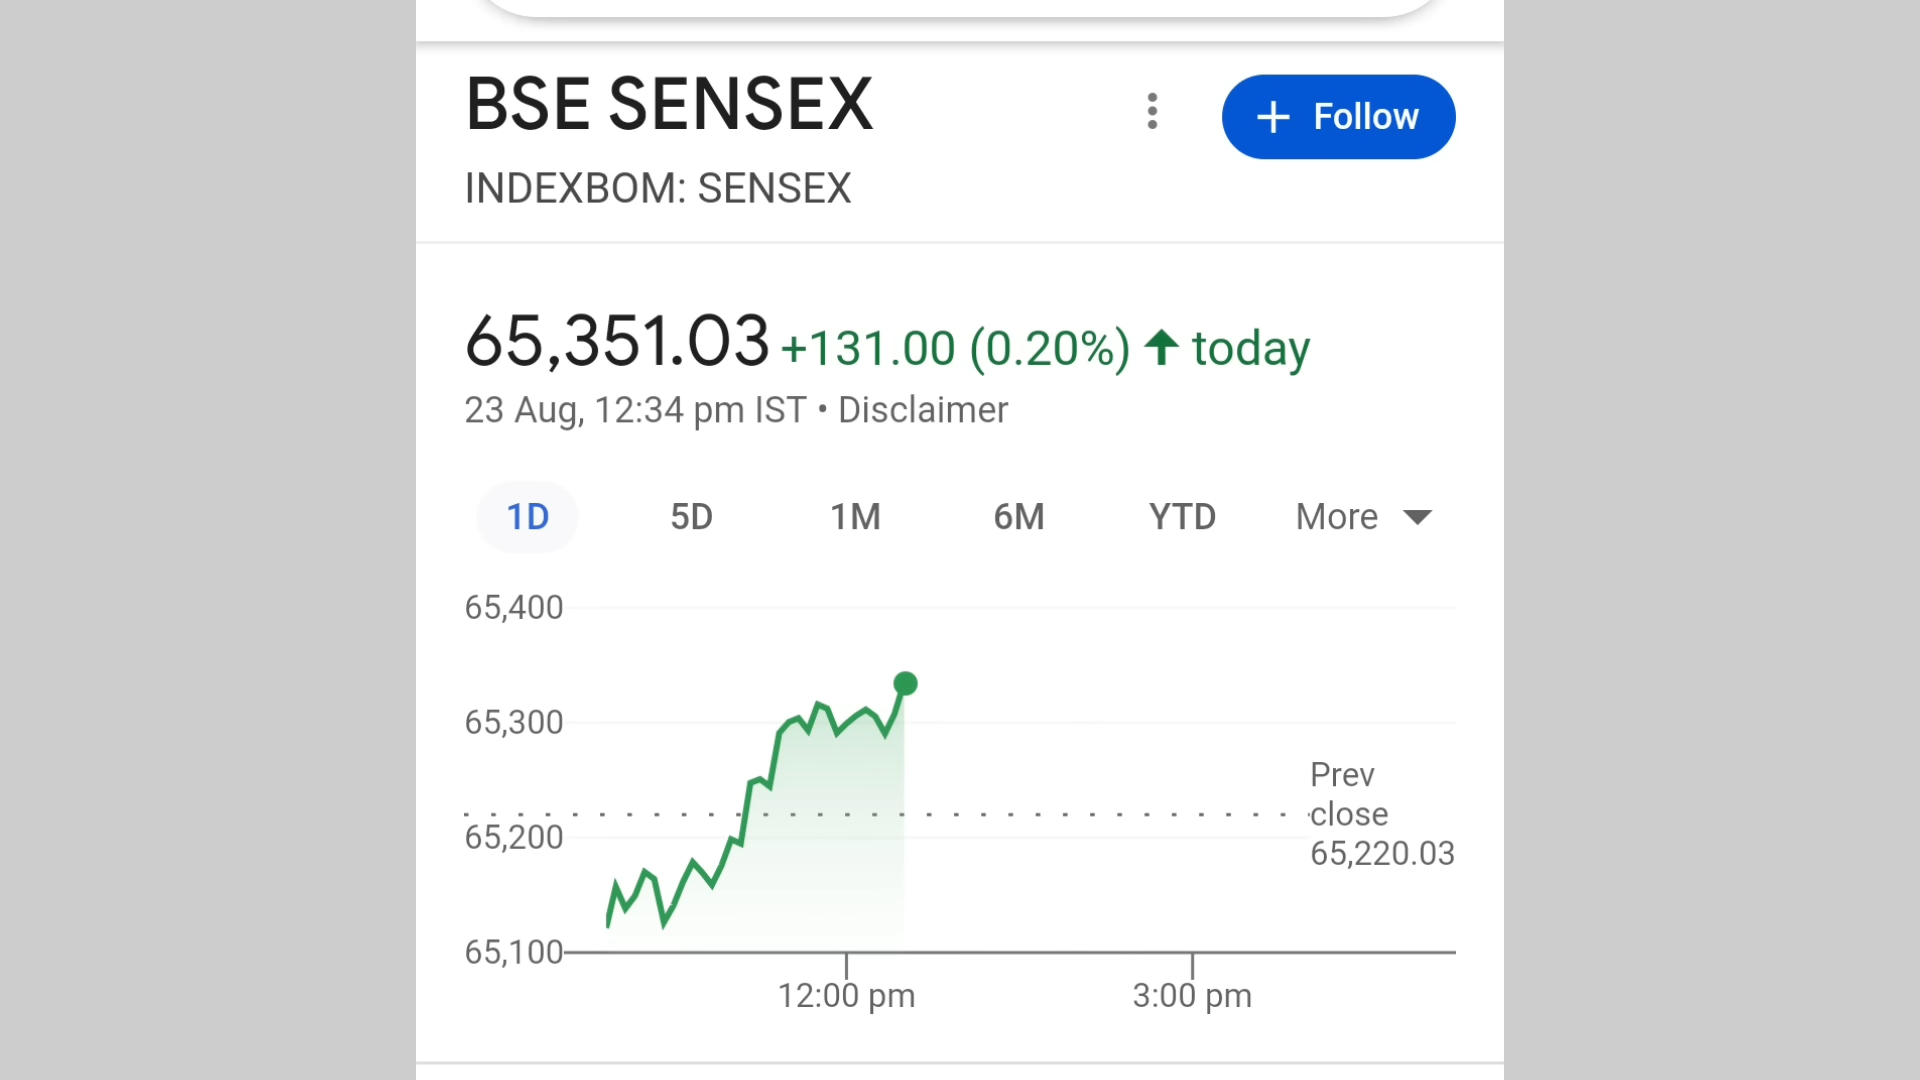 BSE SENSEX
+ Follow
INDEXBOM: SENSEX
65,351.03 +131.00 (0.20%) ↑ today
23 Aug, 12:34 pm IST • Disclaimer
1D 5D 1M 6M YTD More
65,400
65,300
Prev
close
65,220.03
65,200
65,100
12:00 pm 3:00 pm